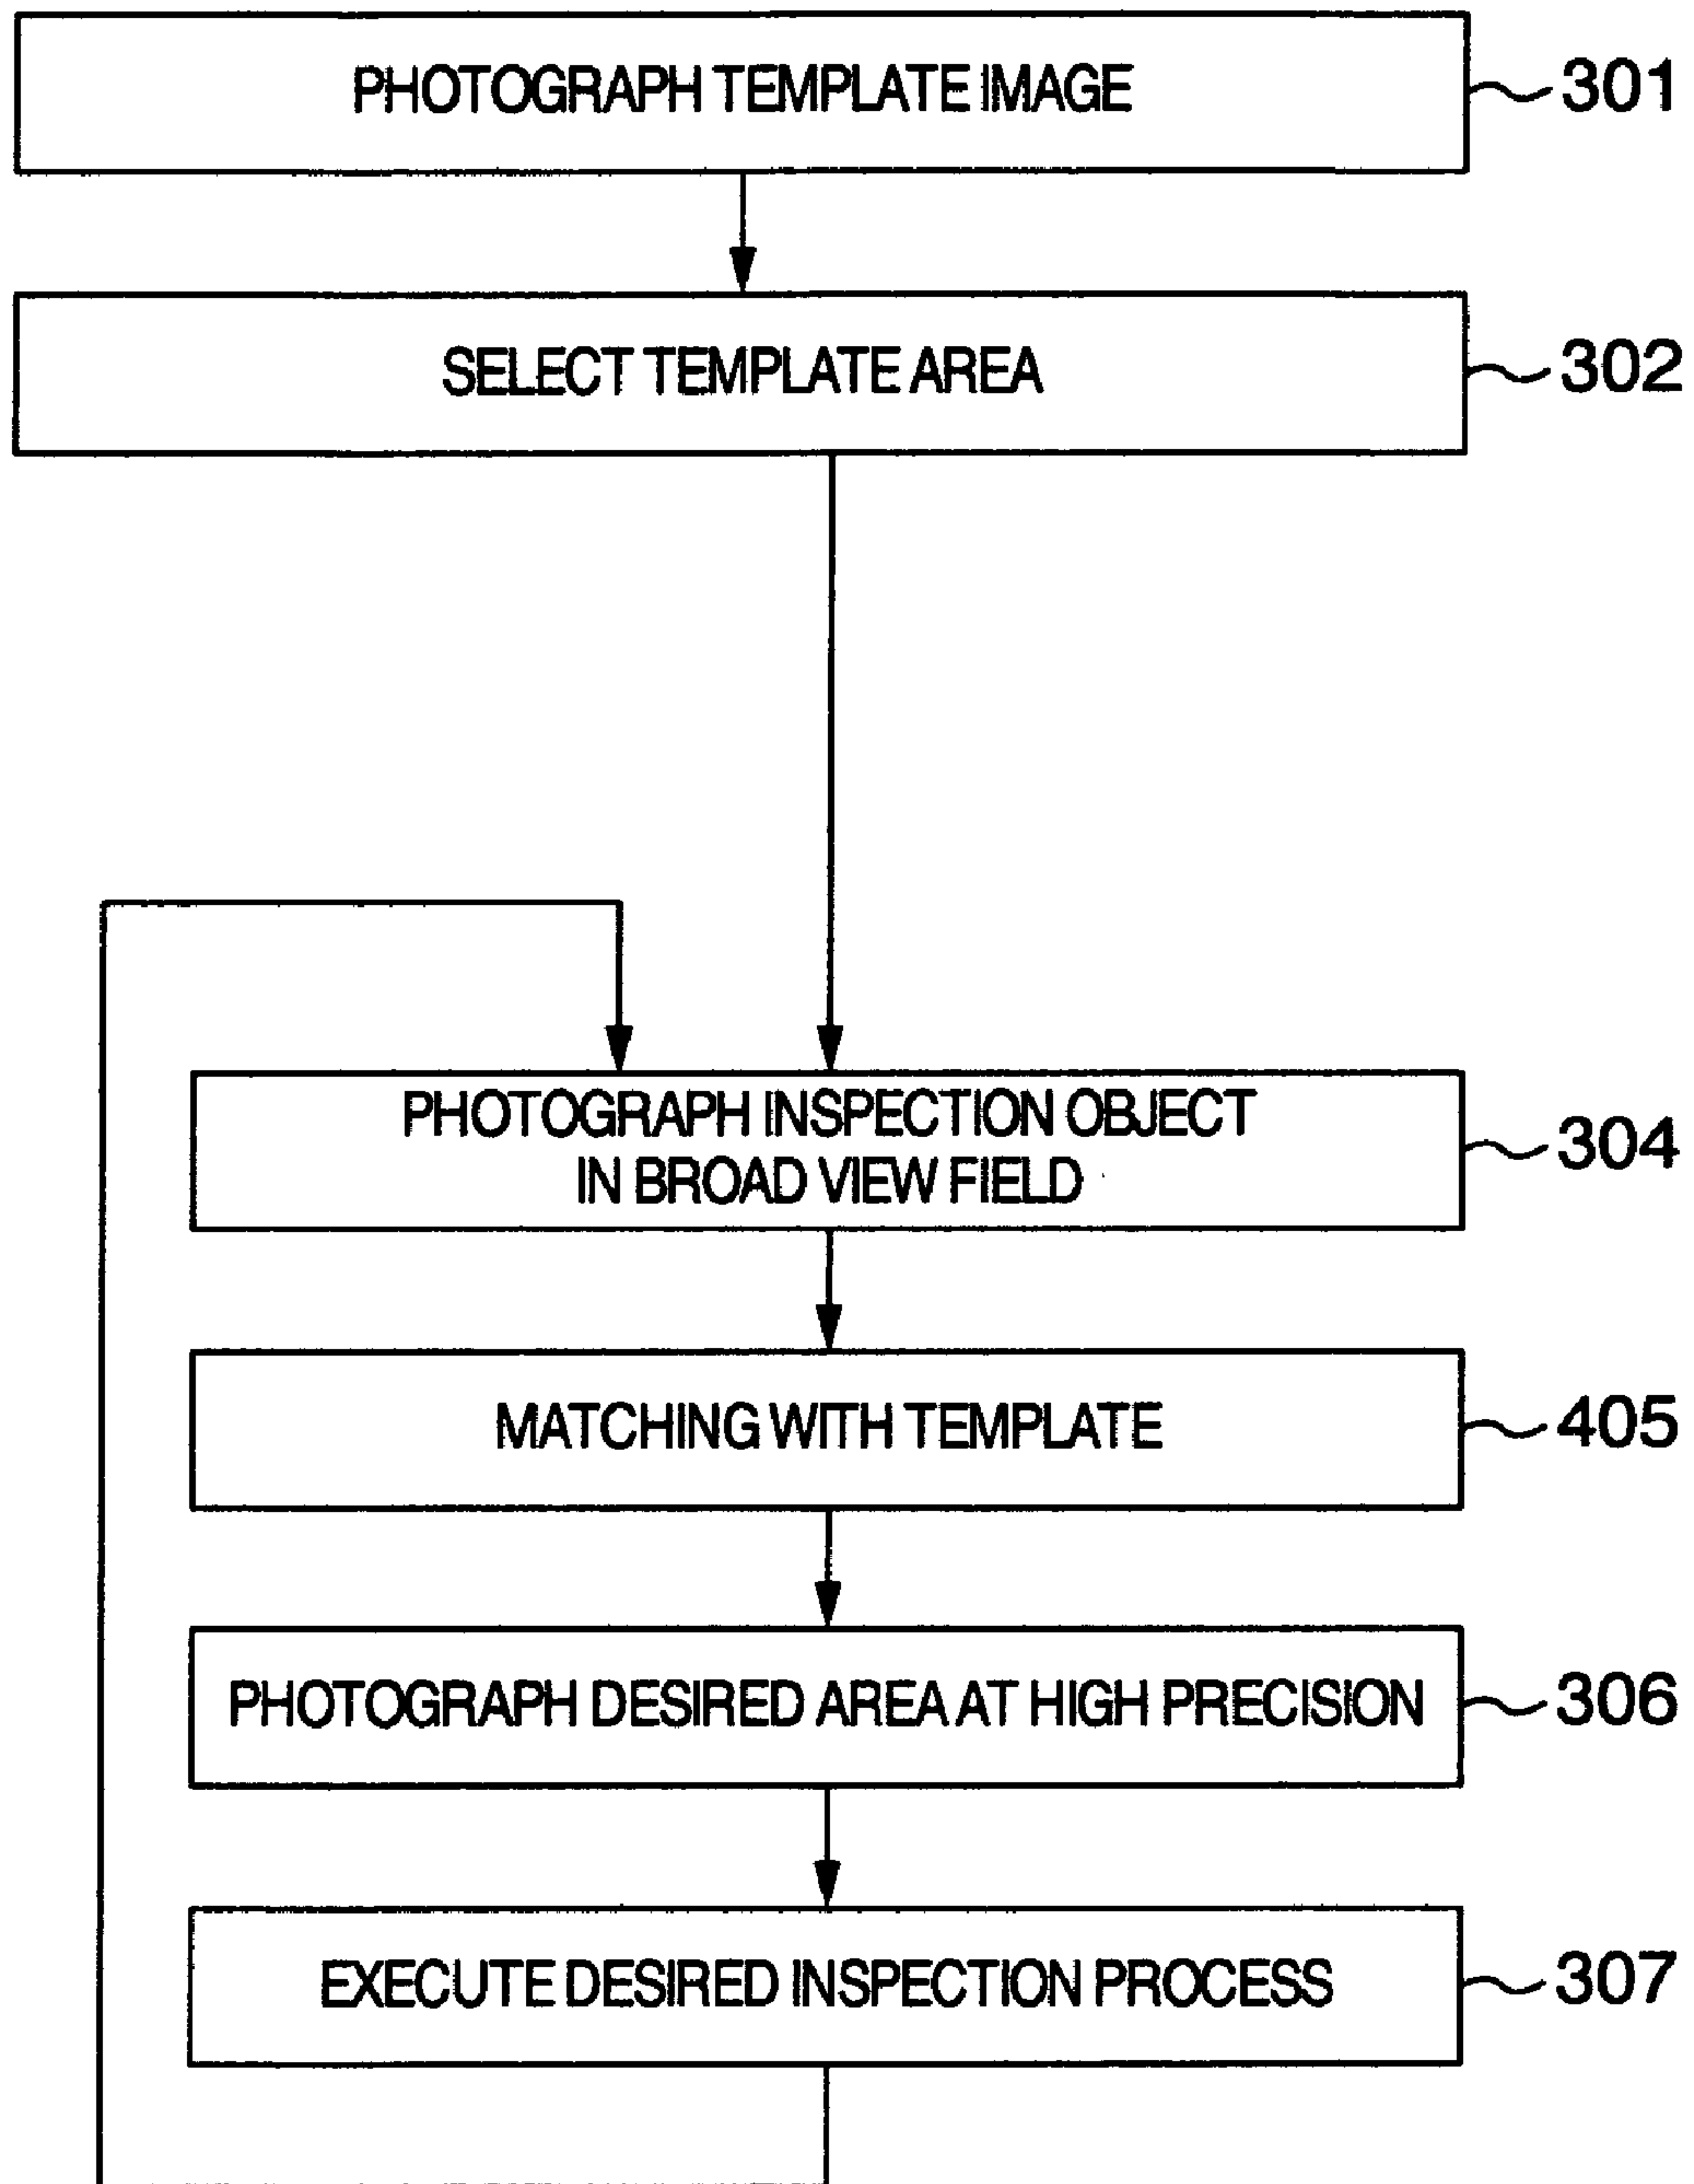 PHOTOGRAPH TEMPLATE IMAGE 301
SELECT TEMPLATE AREA 302
PHOTOGRAPH INSPECTION OBJECT
IN BROAD VIEW FIELD 304
MATCHING WITH TEMPLATE 405
PHOTOGRAPH DESIRED AREA AT HIGH PRECISION 306
EXECUTE DESIRED INSPECTION PROCESS 307